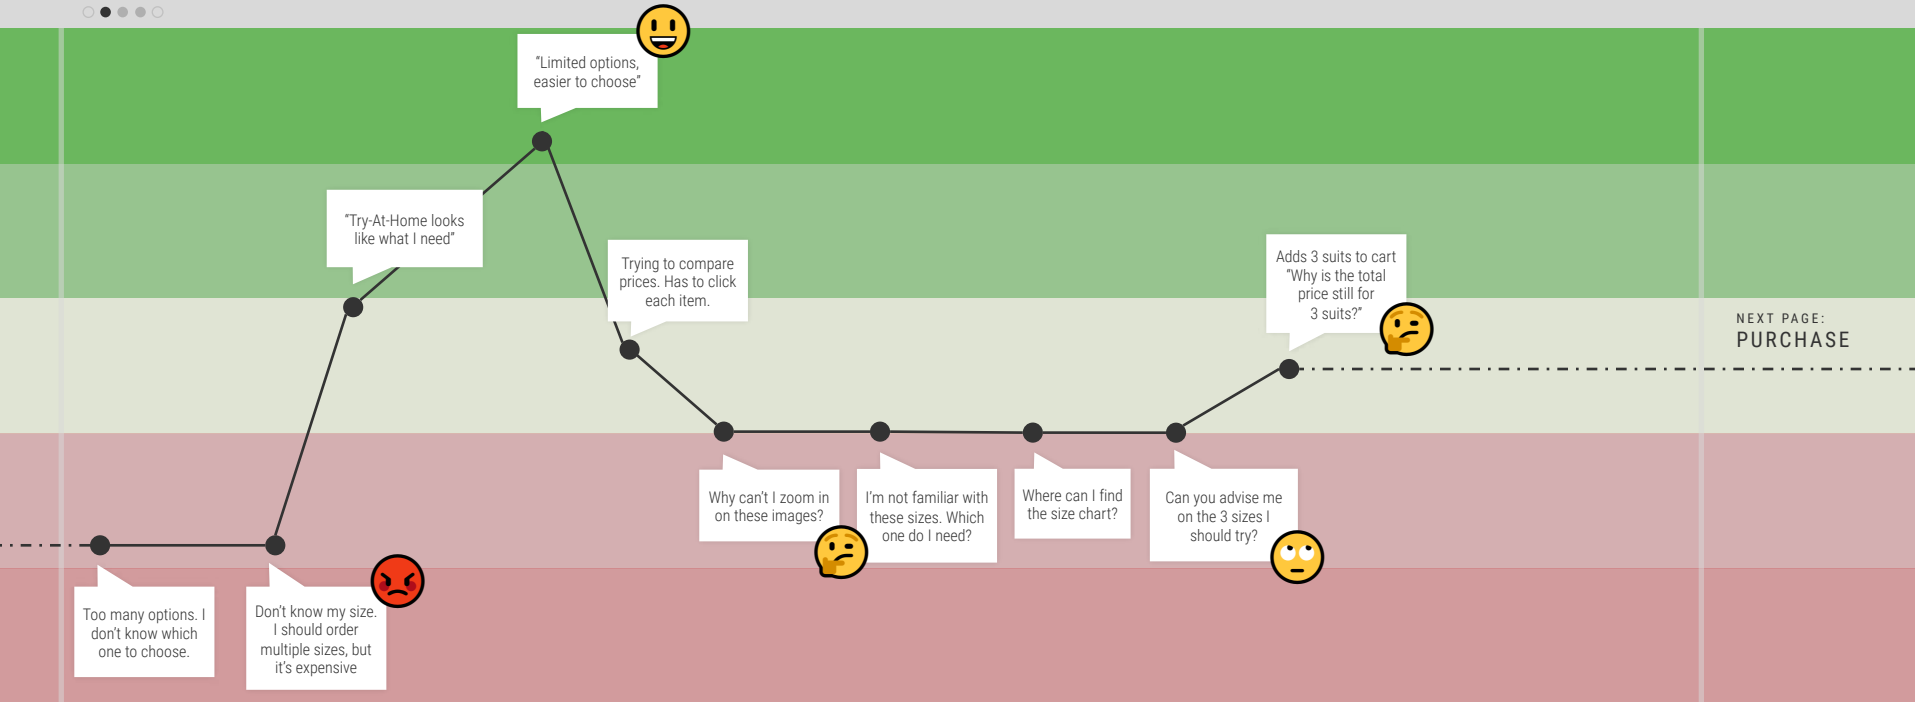 Too many options. I
don't know which
one to choose.
Don't know my size.
I should order
multiple sizes, but
it's expensive
"Try-At-Home looks
like what I need"
"Limited options,
easier to choose"
Trying to compare
prices. Has to click
each item.
Why can't I zoom in
on these images?
I'm not familiar with
these sizes. Which
one do I need?
Where can I find
the size chart?
Can you advise me
on the 3 sizes I
should try?
Adds 3 suits to cart
"Why is the total
price still for
3 suits?"
NEXT PAGE:
PURCHASE